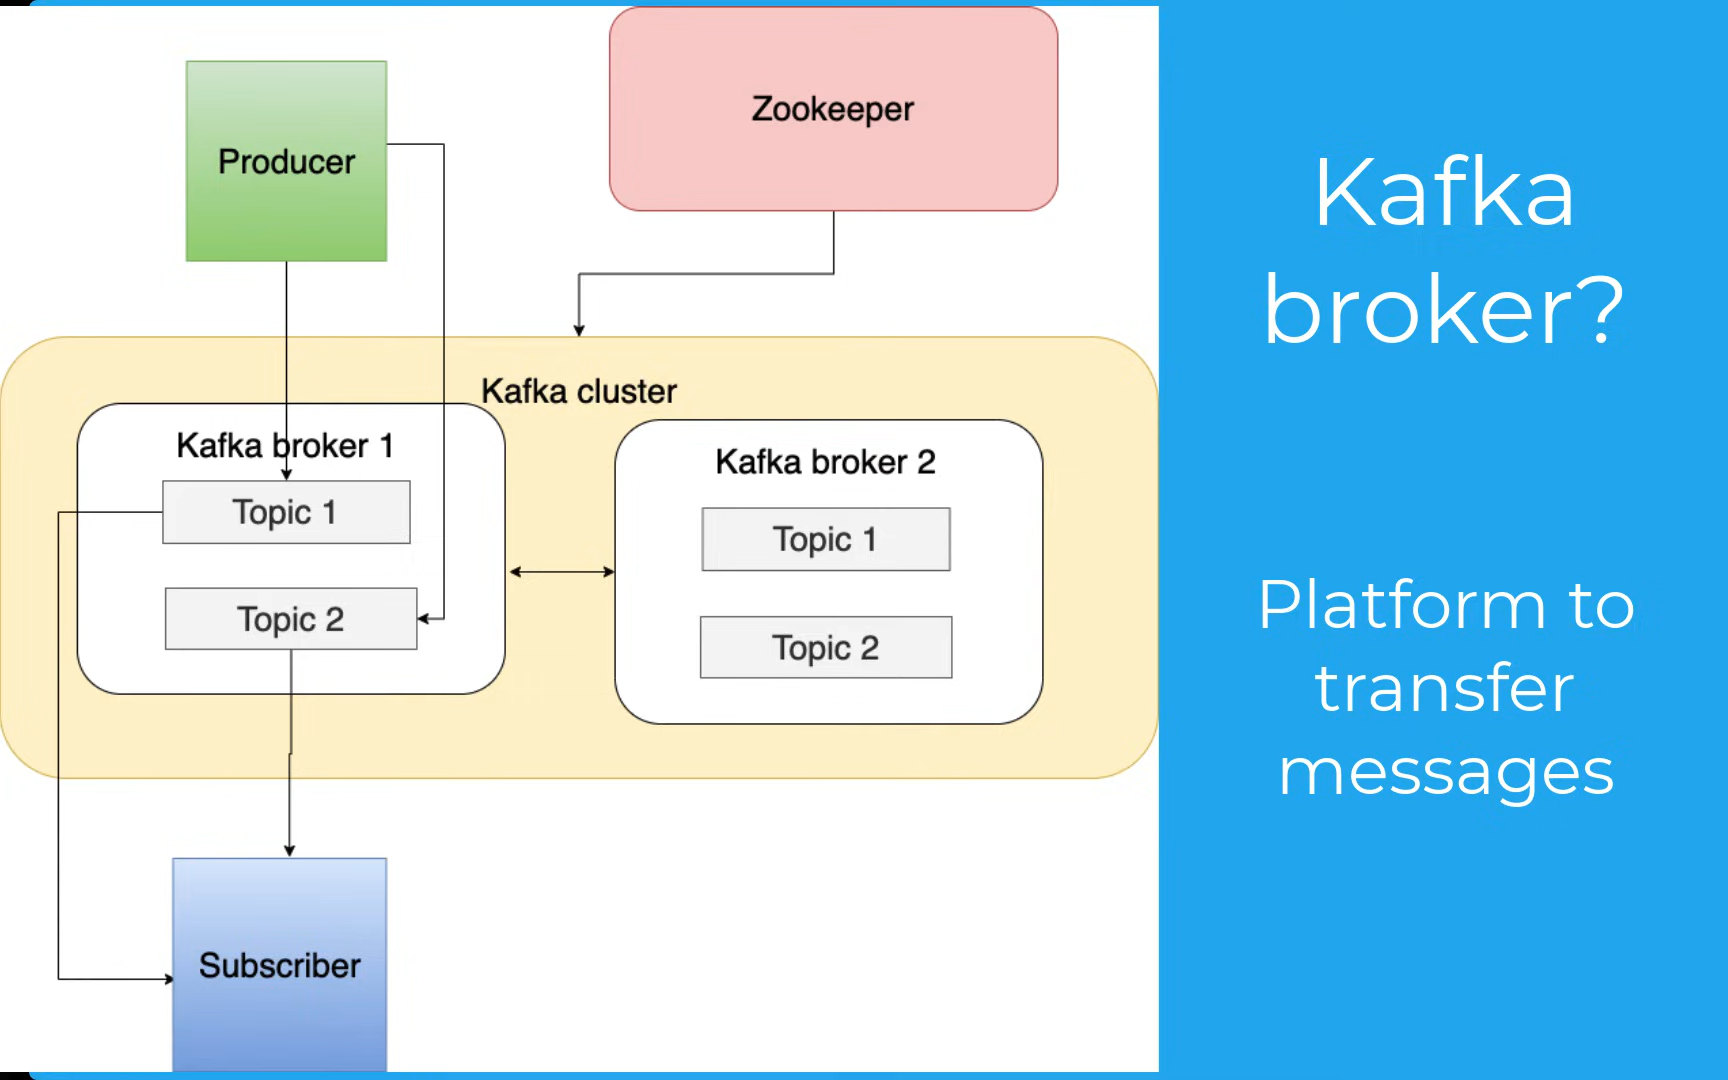 Producer
Zookeeper
Kafka cluster
Kafka broker 1
Topic 1
Topic 2
Kafka broker 2
Topic 1
Topic 2
Subscriber
Kafka
broker?
Platform to
transfer
messages